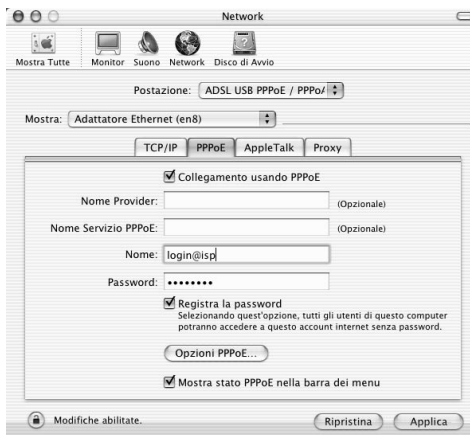 Network
Mostra Tutte Monitor Suono Network Disco di Avvio
Postazione: ADSL USB PPPoE / PPPoA
Mostra: Adattatore Ethernet (en8)
TCP/IP PPPoE AppleTalk Proxy
Collegamento usando PPPoE
Nome Provider: (Opzionale)
Nome Servizio PPPoE: (Opzionale)
Nome: login@isp
Password: ••••••••
Registra la password
Selezionando quest'opzione, tutti gli utenti di questo computer
potranno accedere a questo account internet senza password.
Opzioni PPPoE...
Mostra stato PPPoE nella barra dei menu
Modifiche abilitate. Ripristina Applica